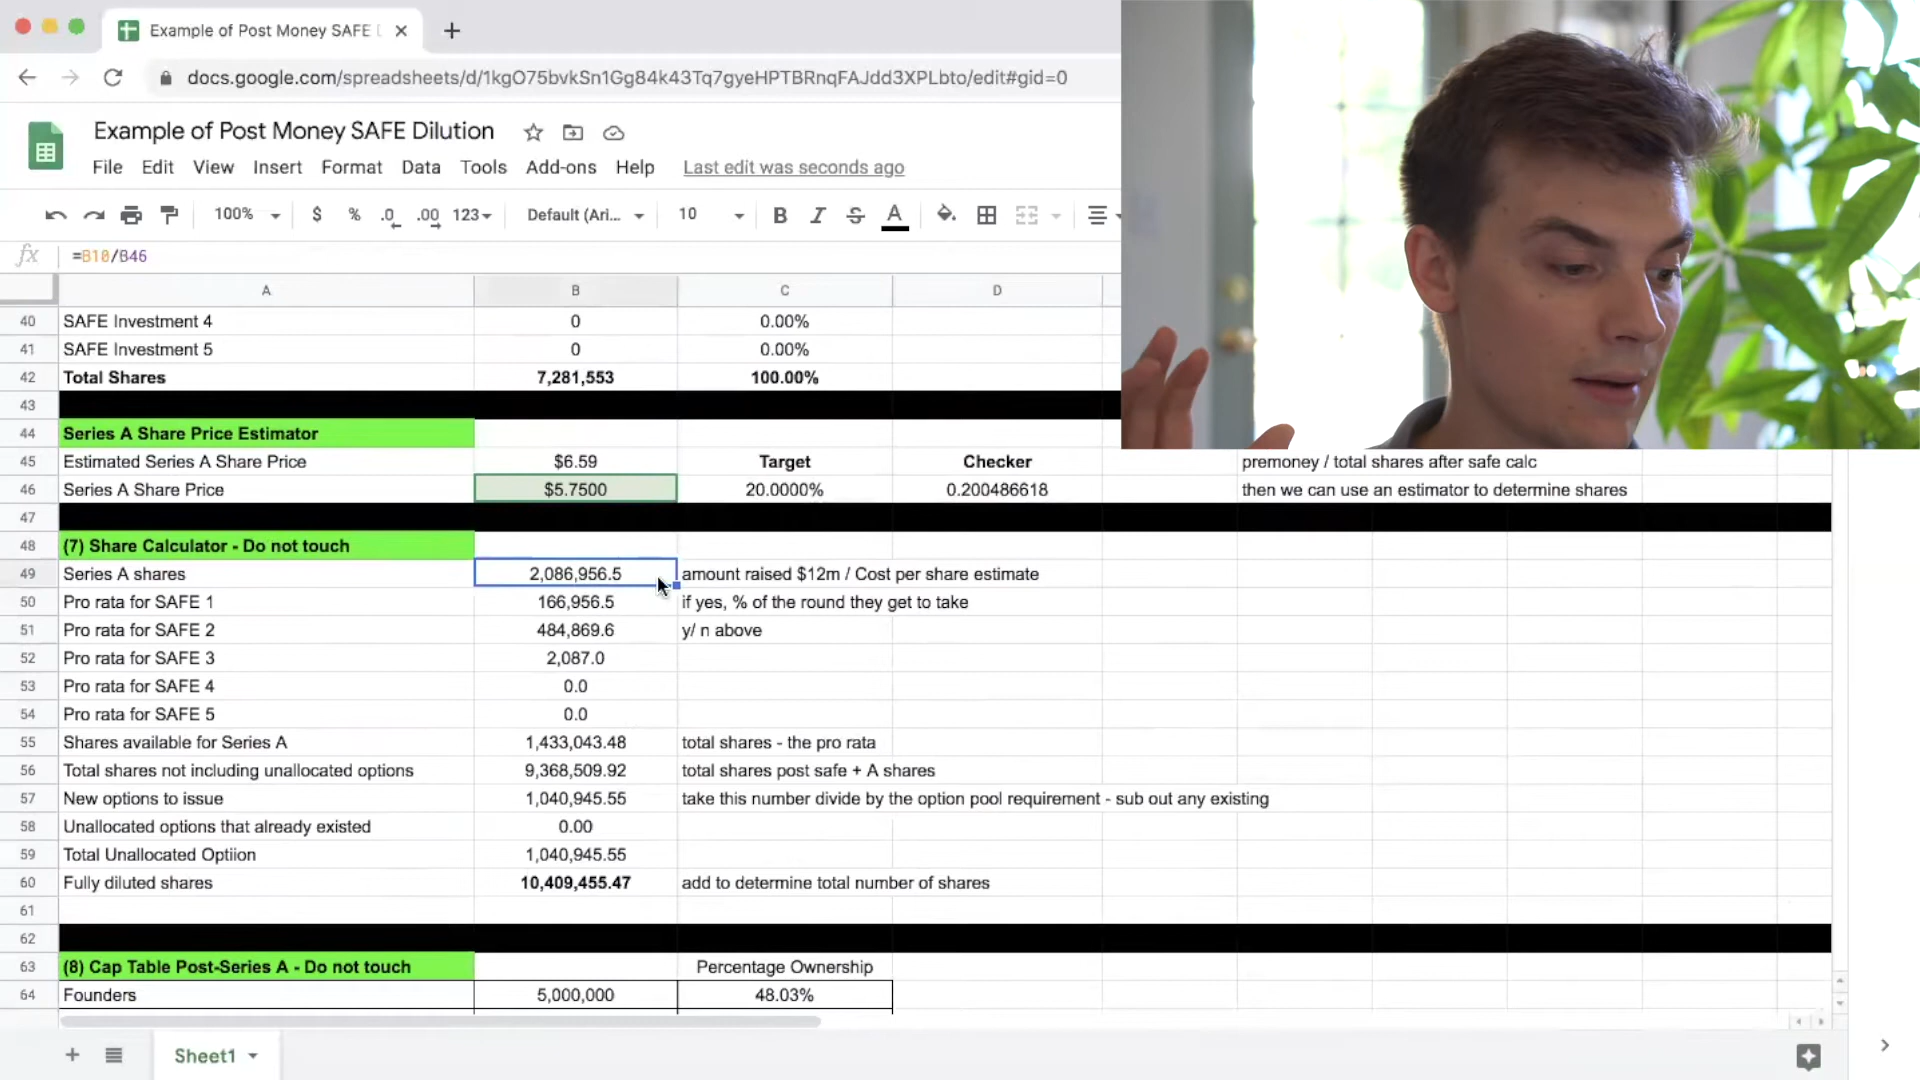 Example of Post Money SAFE D
docs.google.com/spreadsheets/d/1kgO75bvkSn1Gg84k43Tq7gyeHPTBRnqFAJdd3XPLbto/edit#gid=0
Example of Post Money SAFE Dilution
File Edit View Insert Format Data Tools Add-ons Help Last edit was seconds ago
100% $ % .0 .00 123 Default (Ari... 10 B I S A
fx =B10/B46
A B C D
40 SAFE Investment 4 0 0.00%
41 SAFE Investment 5 0 0.00%
42 Total Shares 7,281,553 100.00%
43
44 Series A Share Price Estimator
45 Estimated Series A Share Price $6.59 Target Checker premoney / total shares after safe calc
46 Series A Share Price $5.7500 20.0000% 0.200486618 then we can use an estimator to determine shares
47
48 (7) Share Calculator - Do not touch
49 Series A shares 2,086,956.5 amount raised $12m / Cost per share estimate
50 Pro rata for SAFE 1 166,956.5 if yes, % of the round they get to take
51 Pro rata for SAFE 2 484,869.6 y/ n above
52 Pro rata for SAFE 3 2,087.0
53 Pro rata for SAFE 4 0.0
54 Pro rata for SAFE 5 0.0
55 Shares available for Series A 1,433,043.48 total shares - the pro rata
56 Total shares not including unallocated options 9,368,509.92 total shares post safe + A shares
57 New options to issue 1,040,945.55 take this number divide by the option pool requirement - sub out any existing
58 Unallocated options that already existed 0.00
59 Total Unallocated Optiion 1,040,945.55
60 Fully diluted shares 10,409,455.47 add to determine total number of shares
61
62
63 (8) Cap Table Post-Series A - Do not touch Percentage Ownership
64 Founders 5,000,000 48.03%
Sheet1